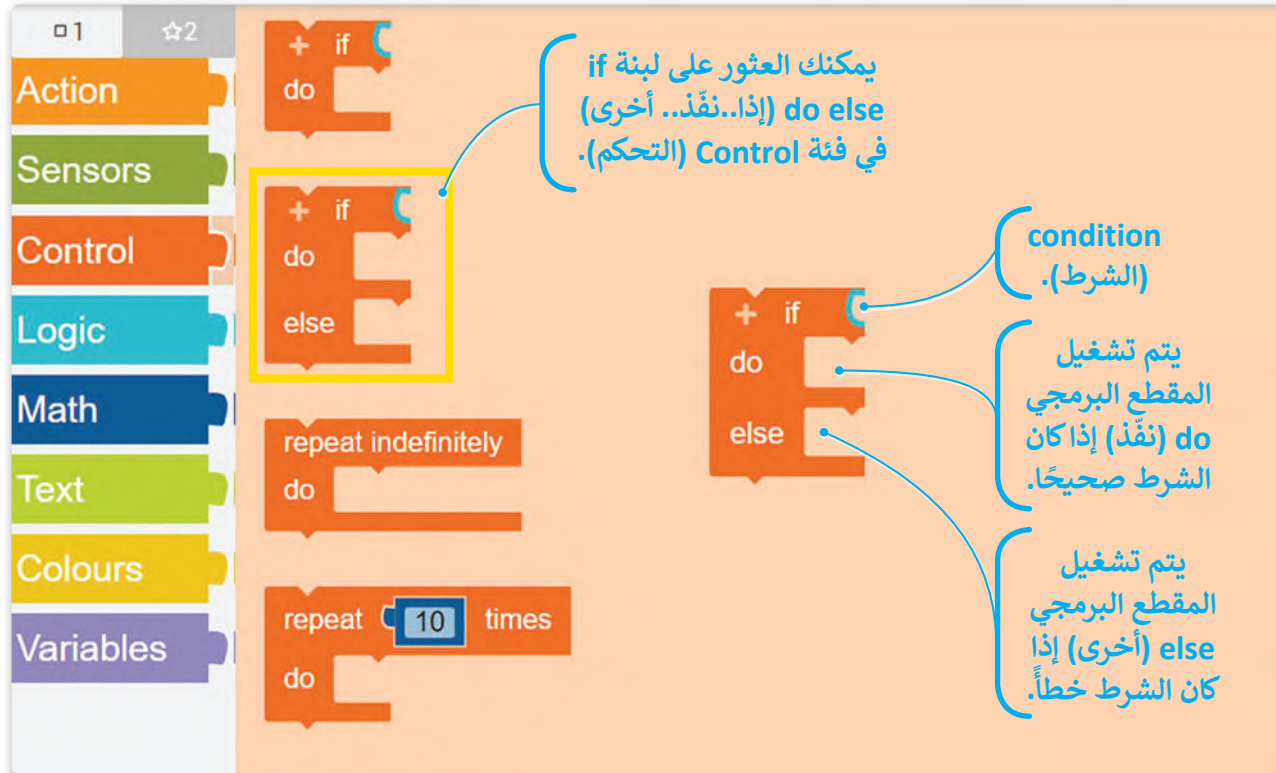 1
2
Action
Sensors
Control
Logic
Math
Text
Colours
Variables
+ if
do
+ if
do
else
repeat indefinitely
do
repeat 10 times
do
يمكنك العثور على لبنة if
do else (إذا..نفّذ.. أخرى)
في فئة Control (التحكم).
+ if
do
else
condition
(الشرط).
يتم تشغيل
المقطع البرمجي
do (نفّذ) إذا كان
الشرط صحيحًا.
يتم تشغيل
المقطع البرمجي
else (أخرى) إذا
كان الشرط خطأً.